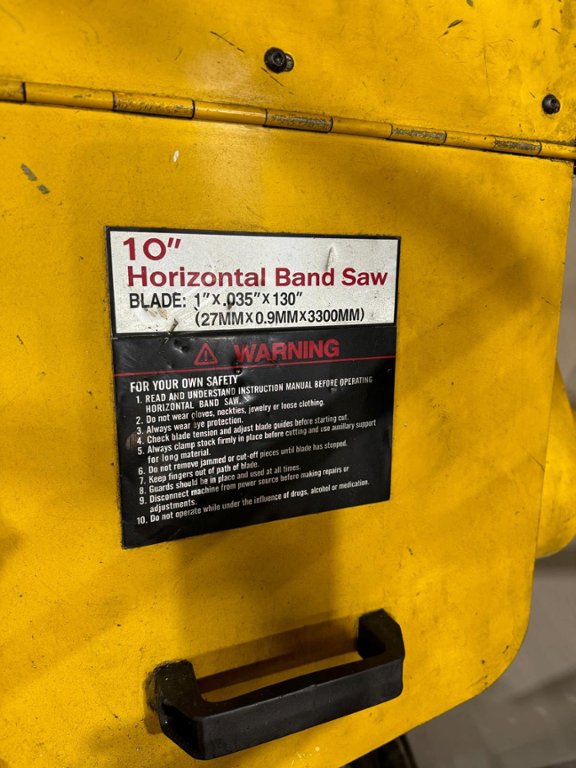 10"
Horizontal Band Saw
BLADE: 1"X.035"X130"
(27MMX0.9MMX3300MM)
WARNING
FOR YOUR OWN SAFETY
1. READ AND UNDERSTAND INSTRUCTION MANUAL BEFORE OPERATING
HORIZONTAL BAND SAW.
2. Do not wear gloves, neckties, jewelry or loose clothing.
3. Always wear eye protection.
4. Check blade tension and adjust blade guides before starting cut.
5. Always clamp stock firmly in place before cutting and use auxiliary support
for long material.
6. Do not remove jammed or cut-off pieces until blade has stopped.
7. Keep fingers out of path of blade.
8. Guards should be in place and used at all times.
9. Disconnect machine from power source before making repairs or
adjustments.
10. Do not operate while under the influence of drugs, alcohol or medication.